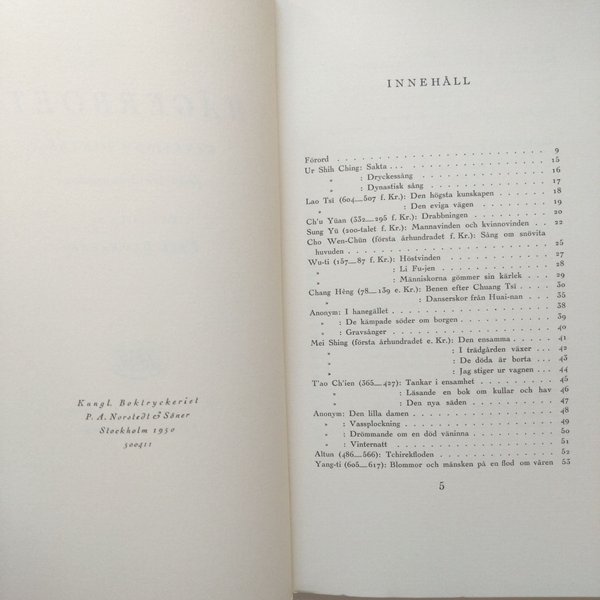 Kungl. Boktryckeriet
P. A. Norstedt & Söner
Stockholm 1950
500411
INNEHÅLL
Förord . . . . . . . . . . . . . . . . . . . . 9
Ur Shih Ching: Sakta . . . . . . . . . . . . . . . 15
„ : Dryckessång . . . . . . . . . . . . . 16
„ : Dynastisk sång . . . . . . . . . . . . 17
Lao Tsï (604—507 f. Kr.): Den högsta kunskapen . . . . . 18
„ : Den eviga vägen . . . . . . . 19
Ch'u Yüan (332—295 f. Kr.): Drabbningen . . . . . . . . 20
Sung Yü (200-talet f. Kr.): Mannavinden och kvinnovinden . . 22
Cho Wen-Chün (första århundradet f. Kr.): Sång om snövita
huvuden . . . . . . . . . . . . . . . . . . . 25
Wu-ti (157—87 f. Kr.): Höstvinden . . . . . . . . . . . 27
„ : Li Fu-jen . . . . . . . . . . . 28
„ : Människorna gömmer sin kärlek . . . . 29
Chang Hêng (78—139 e. Kr.): Benen efter Chuang Tsï . . . . 30
„ : Danserskor från Huai-nan . . . 35
Anonym: I hanegället . . . . . . . . . . . . . . . 38
„ : De kämpade söder om borgen . . . . . . . . 39
„ : Gravsånger . . . . . . . . . . . . . . . 40
Mei Shing (första århundradet e. Kr.): Den ensamma . . . . 41
„ : I trädgården växer . . 42
„ : De döda är borta . . . 43
„ : Jag stiger ur vagnen . . 44
T'ao Ch'ien (365—427): Tankar i ensamhet . . . . . . . . 45
„ : Läsande en bok om kullar och hav 46
„ : Den nya säden . . . . . . . . . . 47
Anonym: Den lilla damen . . . . . . . . . . . . . . 48
„ : Vassplockning . . . . . . . . . . . . . . 49
„ : Drömmande om en död väninna . . . . . . . 50
„ : Vinternatt . . . . . . . . . . . . . . . 51
Altun (486—566): Tchirekfloden . . . . . . . . . . . . 52
Yang-ti (605—617): Blommor och månsken på en flod om våren 53
5